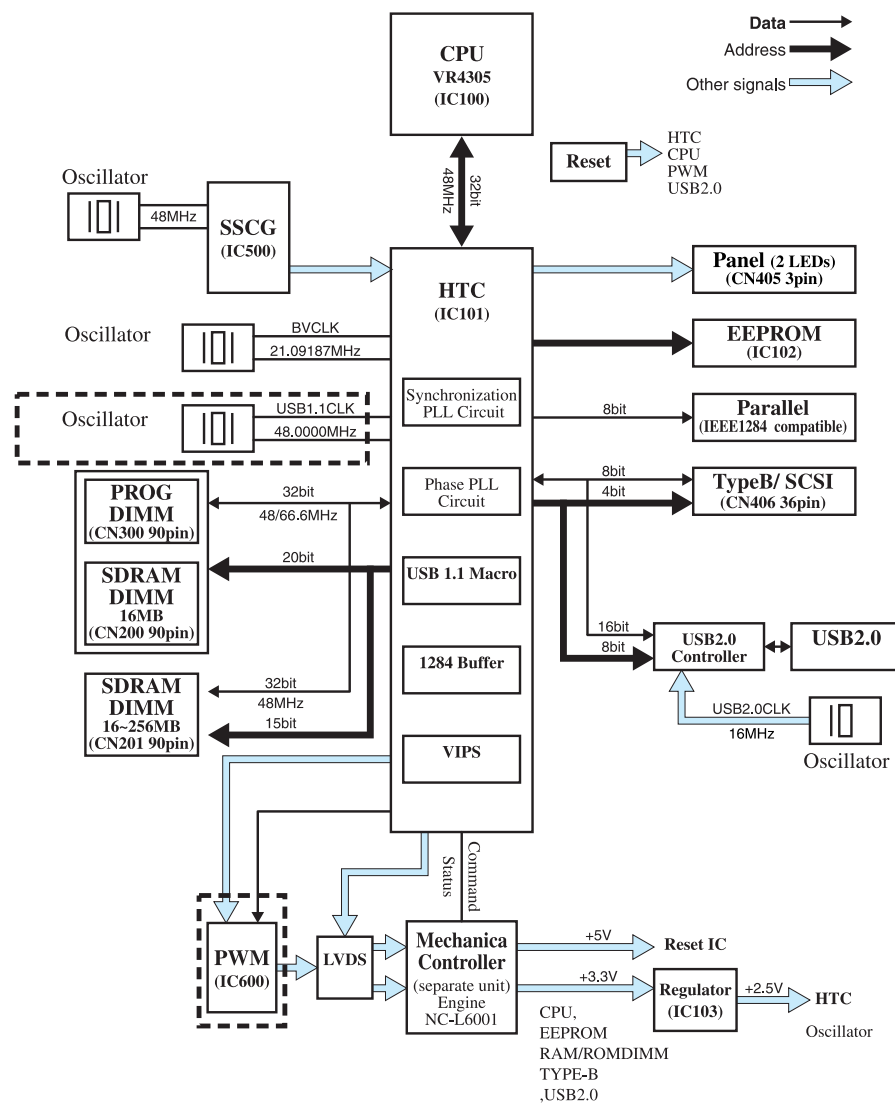 Data
Address
Other signals
CPU
VR4305
(IC100)
Reset
HTC
CPU
PWM
USB2.0
32bit
48MHz
Oscillator
48MHz
SSCG
(IC500)
HTC
(IC101)
Panel (2 LEDs)
(CN405 3pin)
Oscillator
BVCLK
21.09187MHz
EEPROM
(IC102)
Oscillator
USB1.1CLK
48.0000MHz
Synchronization
PLL Circuit
8bit
Parallel
(IEEE1284 compatible)
PROG
DIMM
(CN300 90pin)
32bit
48/66.6MHz
Phase PLL
Circuit
8bit
4bit
TypeB/ SCSI
(CN406 36pin)
20bit
SDRAM
DIMM
16MB
(CN200 90pin)
USB 1.1 Macro
16bit
8bit
USB2.0
Controller
USB2.0
1284 Buffer
SDRAM
DIMM
16~256MB
(CN201 90pin)
32bit
48MHz
15bit
USB2.0CLK
16MHz
Oscillator
VIPS
Status
Command
PWM
(IC600)
LVDS
Mechanica
Controller
(separate unit)
Engine
NC-L6001
+5V
Reset IC
+3.3V
Regulator
(IC103)
+2.5V
HTC
Oscillator
CPU,
EEPROM
RAM/ROMDIMM
TYPE-B
,USB2.0